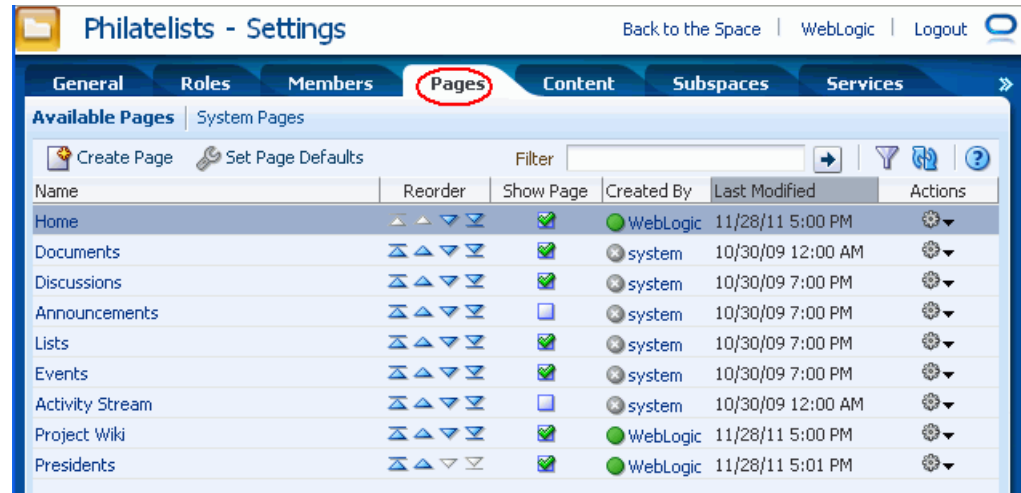 Philatelists - Settings Back to the Space | WebLogic | Logout
General Roles Members Pages Content Subspaces Services »
Available Pages | System Pages
Create Page Set Page Defaults Filter
Name Reorder Show Page Created By Last Modified Actions
Home WebLogic 11/28/11 5:00 PM
Documents system 10/30/09 12:00 AM
Discussions system 10/30/09 7:00 PM
Announcements system 10/30/09 7:00 PM
Lists system 10/30/09 7:00 PM
Events system 10/30/09 7:00 PM
Activity Stream system 10/30/09 12:00 AM
Project Wiki WebLogic 11/28/11 5:00 PM
Presidents WebLogic 11/28/11 5:01 PM